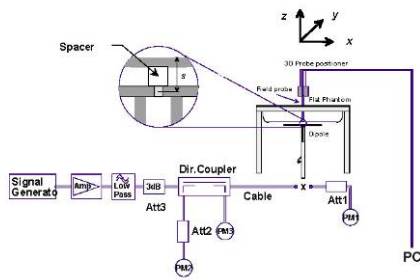 z
y
x
Spacer
s
3D Probe positioner
Field probe
Flat Phantom
Dipole
Signal
Generato
Amp
Low
Pass
3dB
Att3
Dir.Coupler
Cable
x
Att1
PM1
Att2
PM3
PM2
PC